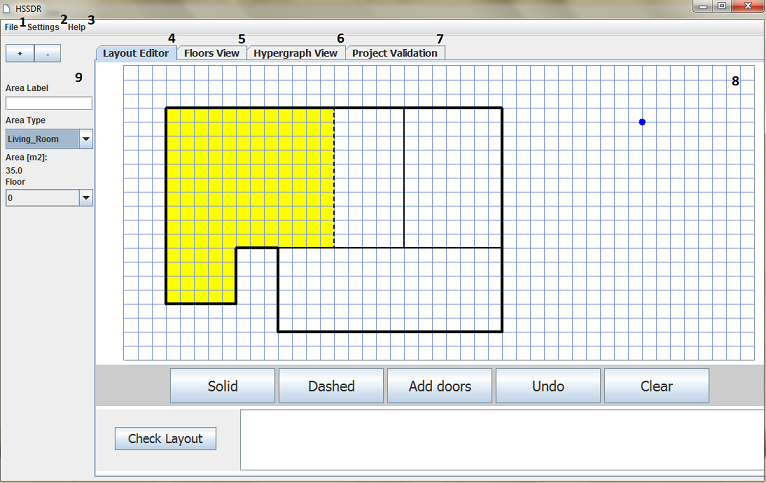 HSSDR
File 1 Settings 2 Help 3
+ -
4 5 6 7
Layout Editor Floors View Hypergraph View Project Validation
9
8
Area Label
Area Type
Living_Room
Area [m2]:
35.0
Floor
0
Solid Dashed Add doors Undo Clear
Check Layout